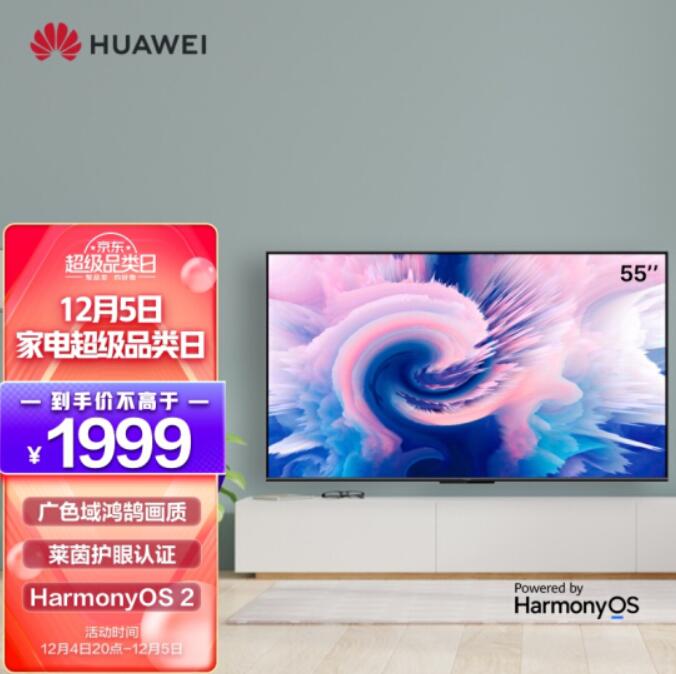 HUAWEI
京东
超级品类日
12月5日
家电超级品类日
到手价不高于
¥1999
广色域鸿鹄画质
莱茵护眼认证
HarmonyOS 2
活动时间
12月4日20点-12月5日
55″
Powered by
HarmonyOS